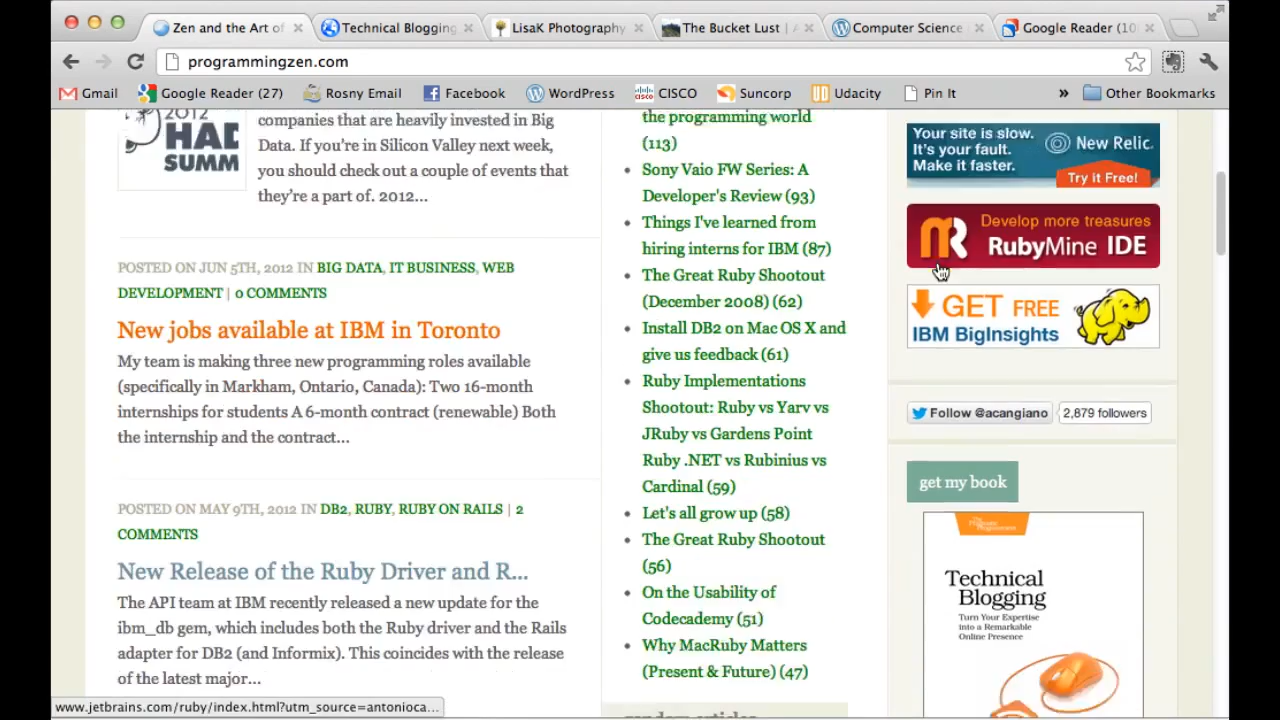 Zen and the Art of
Technical Blogging
LisaK Photography
The Bucket Lust | A
Computer Science
Google Reader (10
programmingzen.com
Gmail
Google Reader (27)
Rosny Email
Facebook
WordPress
CISCO
Suncorp
Udacity
Pin It
»
Other Bookmarks
2012
HAD
SUMM
companies that are heavily invested in Big
Data. If you're in Silicon Valley next week,
you should check out a couple of events that
they're a part of. 2012...
POSTED ON JUN 5TH, 2012 IN BIG DATA, IT BUSINESS, WEB
DEVELOPMENT | 0 COMMENTS
New jobs available at IBM in Toronto
My team is making three new programming roles available
(specifically in Markham, Ontario, Canada): Two 16-month
internships for students A 6-month contract (renewable) Both
the internship and the contract...
POSTED ON MAY 9TH, 2012 IN DB2, RUBY, RUBY ON RAILS | 2
COMMENTS
New Release of the Ruby Driver and R...
The API team at IBM recently released a new update for the
ibm_db gem, which includes both the Ruby driver and the Rails
adapter for DB2 (and Informix). This coincides with the release
of the latest major...
the programming world
(113)
Sony Vaio FW Series: A
Developer's Review (93)
Things I've learned from
hiring interns for IBM (87)
The Great Ruby Shootout
(December 2008) (62)
Install DB2 on Mac OS X and
give us feedback (61)
Ruby Implementations
Shootout: Ruby vs Yarv vs
JRuby vs Gardens Point
Ruby .NET vs Rubinius vs
Cardinal (59)
Let's all grow up (58)
The Great Ruby Shootout
(56)
On the Usability of
Codecademy (51)
Why MacRuby Matters
(Present & Future) (47)
random articles
Your site is slow.
It's your fault.
Make it faster.
New Relic.
Try it Free!
Develop more treasures
RubyMine IDE
GET FREE
IBM BigInsights
Follow @acangiano
2,879 followers
get my book
Technical
Blogging
Turn Your Expertise
into a Remarkable
Online Presence
www.jetbrains.com/ruby/index.html?utm_source=antonioca...